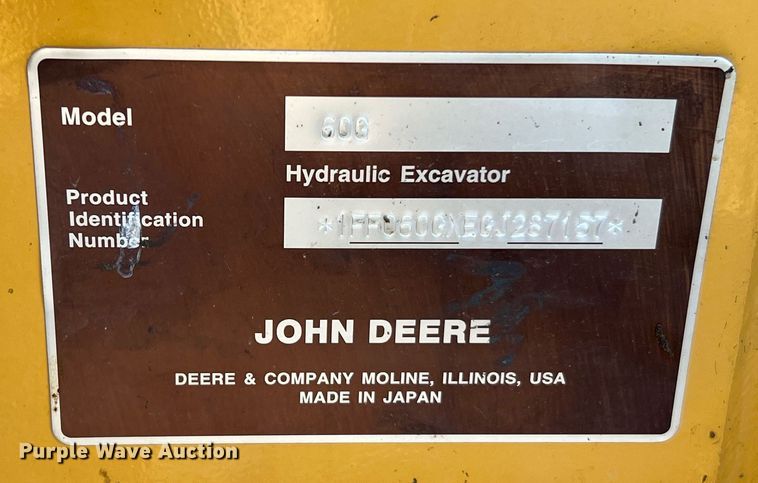 Model
60G
Hydraulic Excavator
Product
Identification
Number
*1FF060GXEGJ287157*
JOHN DEERE
DEERE & COMPANY MOLINE, ILLINOIS, USA
MADE IN JAPAN
Purple Wave Auction